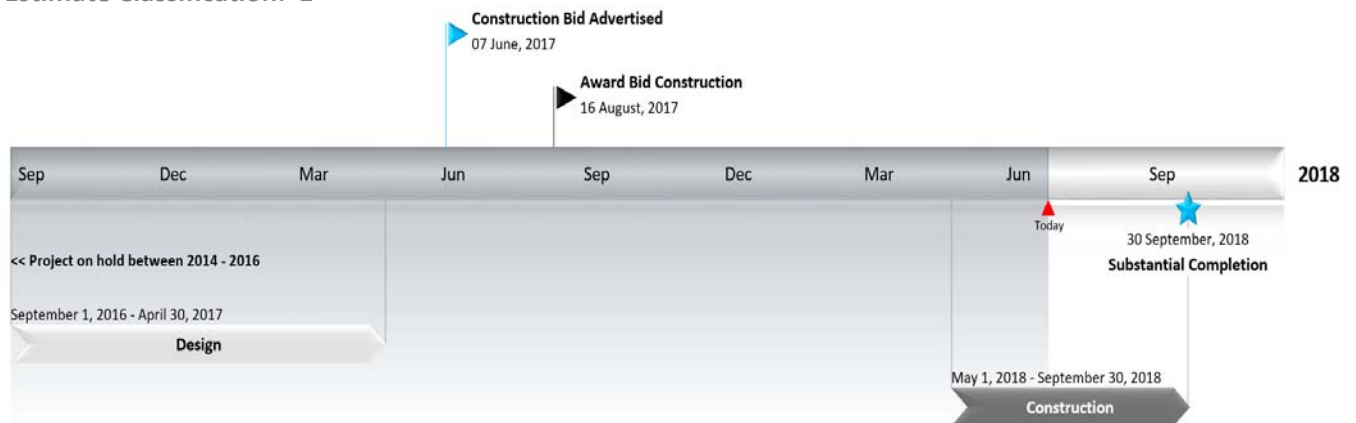 Construction Bid Advertised
07 June, 2017
Award Bid Construction
16 August, 2017
Sep Dec Mar Jun Sep Dec Mar Jun Sep 2018
Today
30 September, 2018
Substantial Completion
<< Project on hold between 2014 - 2016
September 1, 2016 - April 30, 2017
Design
May 1, 2018 - September 30, 2018
Construction